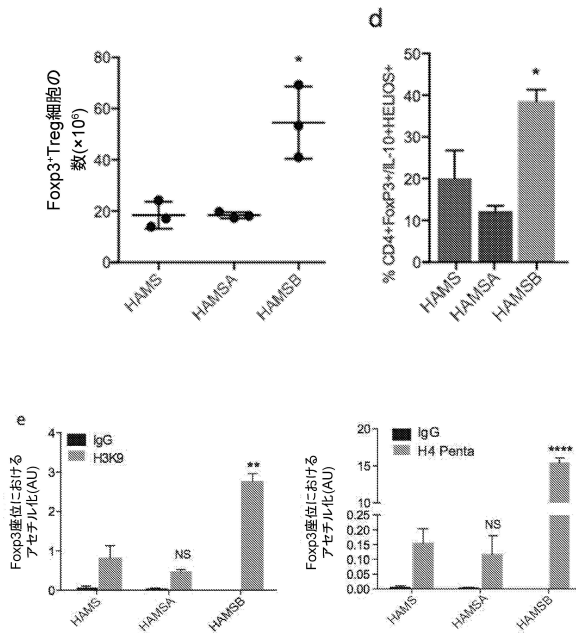 Foxp3⁺Treg細胞の
数(×10⁶)
80
60
40
20
0
*
HAMS
HAMSA
HAMSB
d
% CD4+FoxP3+/IL-10+HELIOS+
50
40
30
20
10
0
*
HAMS
HAMSA
HAMSB
e
Foxp3座位における
アセチル化(AU)
IgG
H3K9
4
3
2
1
0
NS
**
HAMS
HAMSA
HAMSB
Foxp3座位における
アセチル化(AU)
IgG
H4 Penta
20
15
10
0.25
0.20
0.15
0.10
0.05
0.00
NS
****
HAMS
HAMSA
HAMSB